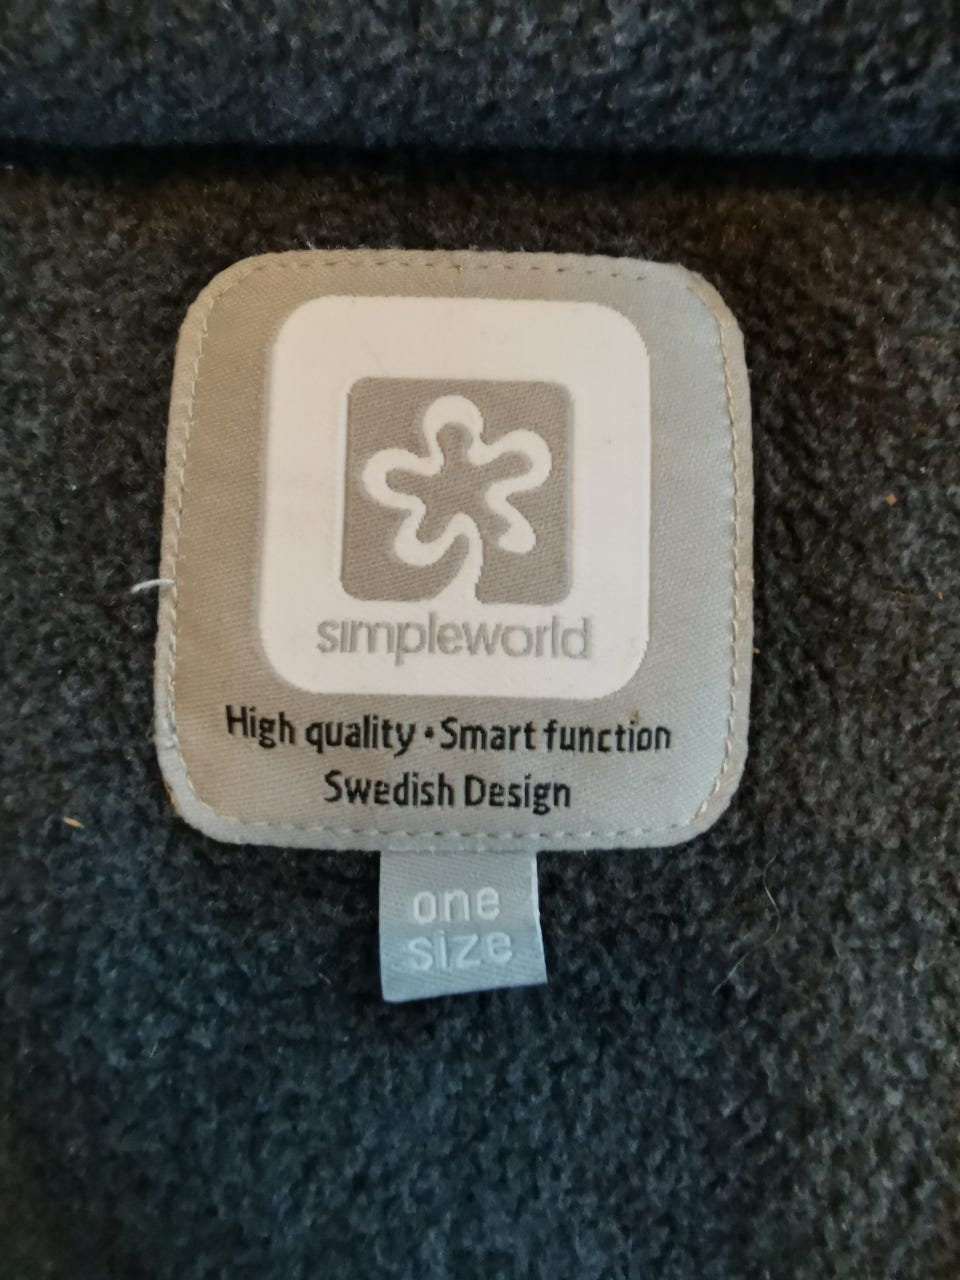 simpleworld
High quality • Smart function
Swedish Design
one
size